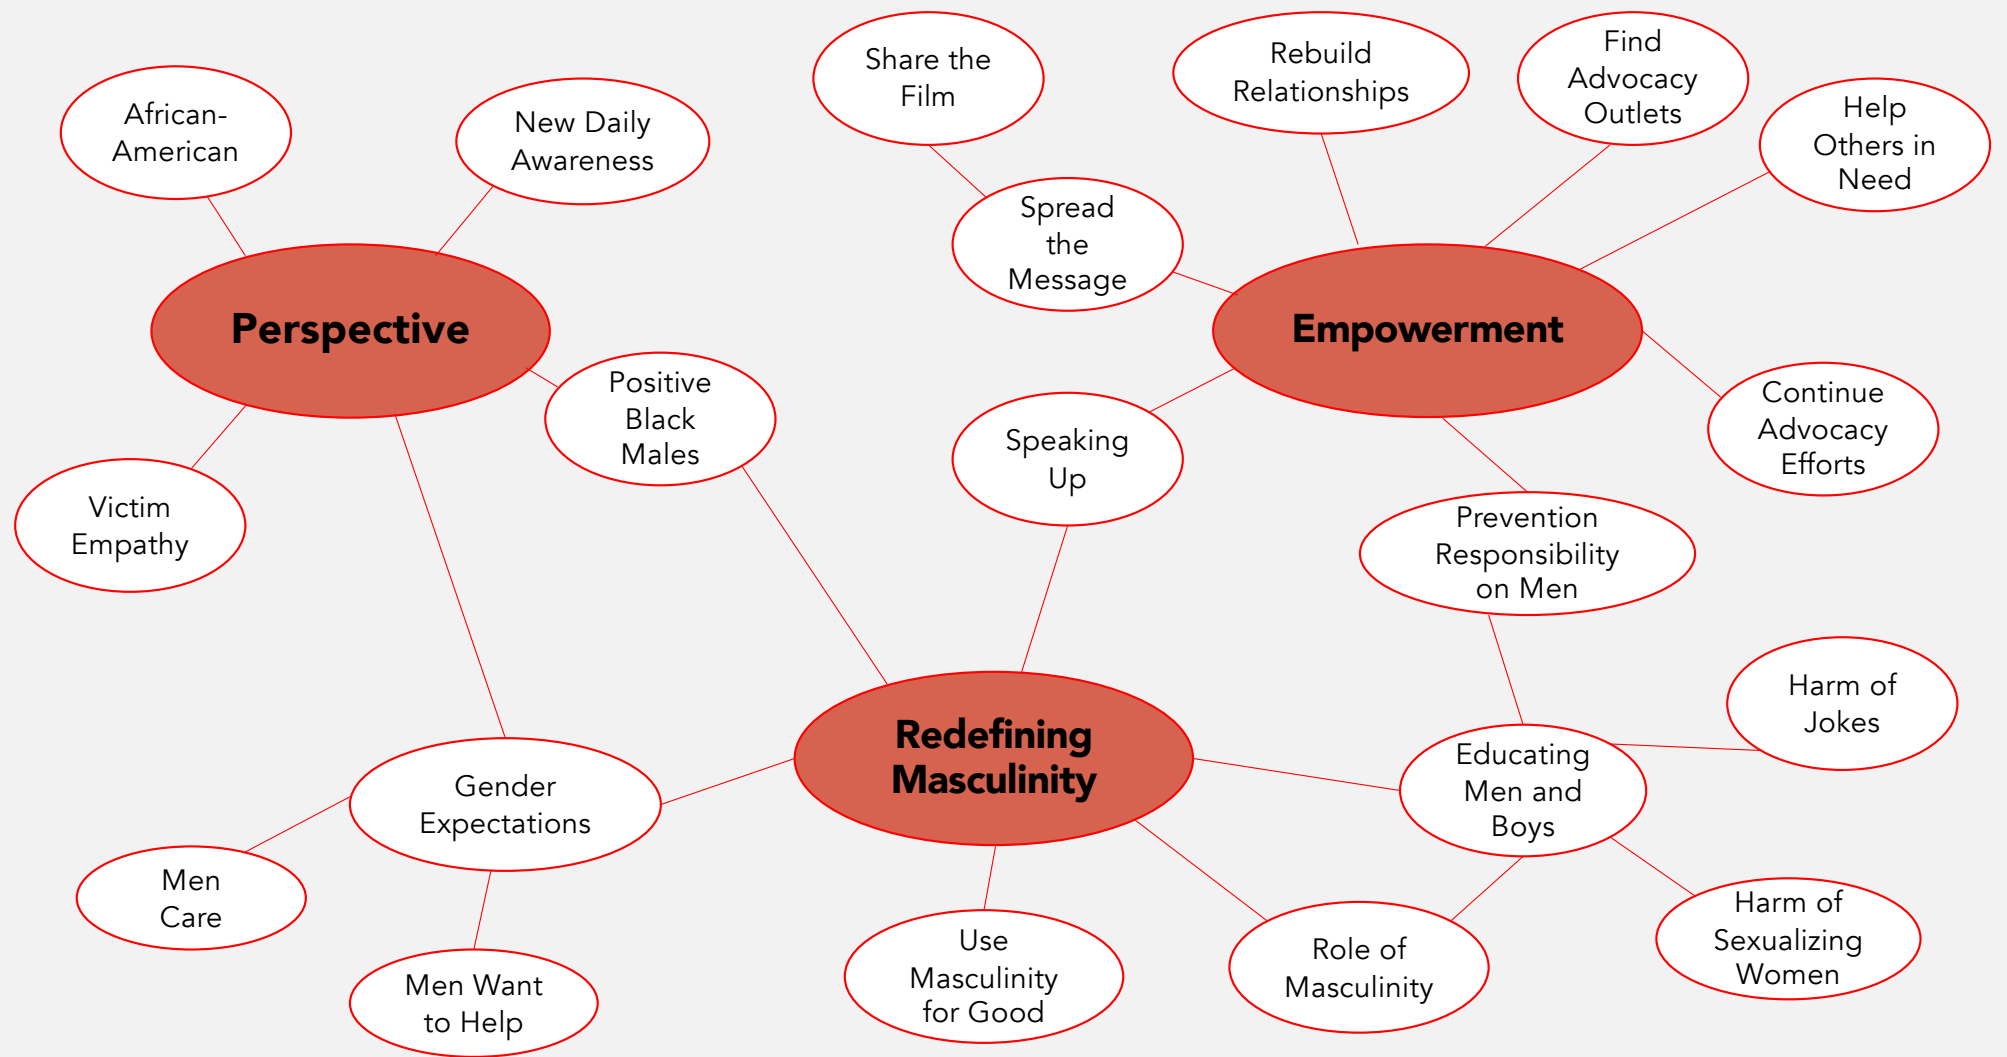 African-
American
New Daily
Awareness
Share the
Film
Rebuild
Relationships
Find
Advocacy
Outlets
Help
Others in
Need
Spread
the
Message
Perspective
Empowerment
Positive
Black
Males
Speaking
Up
Continue
Advocacy
Efforts
Victim
Empathy
Prevention
Responsibility
on Men
Harm of
Jokes
Redefining
Masculinity
Educating
Men and
Boys
Gender
Expectations
Men
Care
Men Want
to Help
Use
Masculinity
for Good
Role of
Masculinity
Harm of
Sexualizing
Women